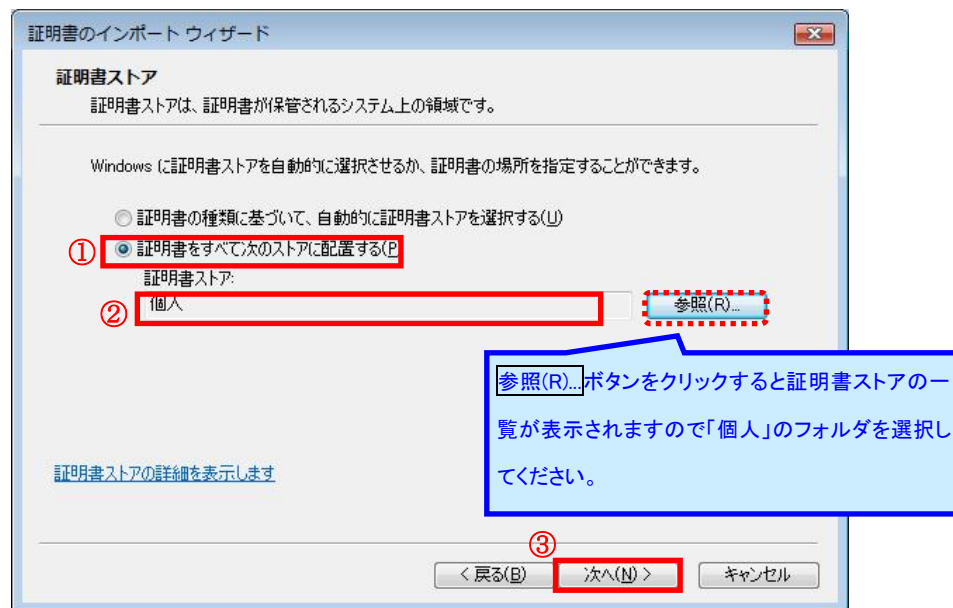 証明書のインポート ウィザード
証明書ストア
証明書ストアは、証明書が保管されるシステム上の領域です。
Windows に証明書ストアを自動的に選択させるか、証明書の場所を指定することができます。
証明書の種類に基づいて、自動的に証明書ストアを選択する(U)
① 証明書をすべて次のストアに配置する(P
証明書ストア:
② 個人 参照(R)...
参照(R)...ボタンをクリックすると証明書ストアの一
覧が表示されますので「個人」のフォルダを選択し
てください。
証明書ストアの詳細を表示します
③
< 戻る(B) 次へ(N) > キャンセル